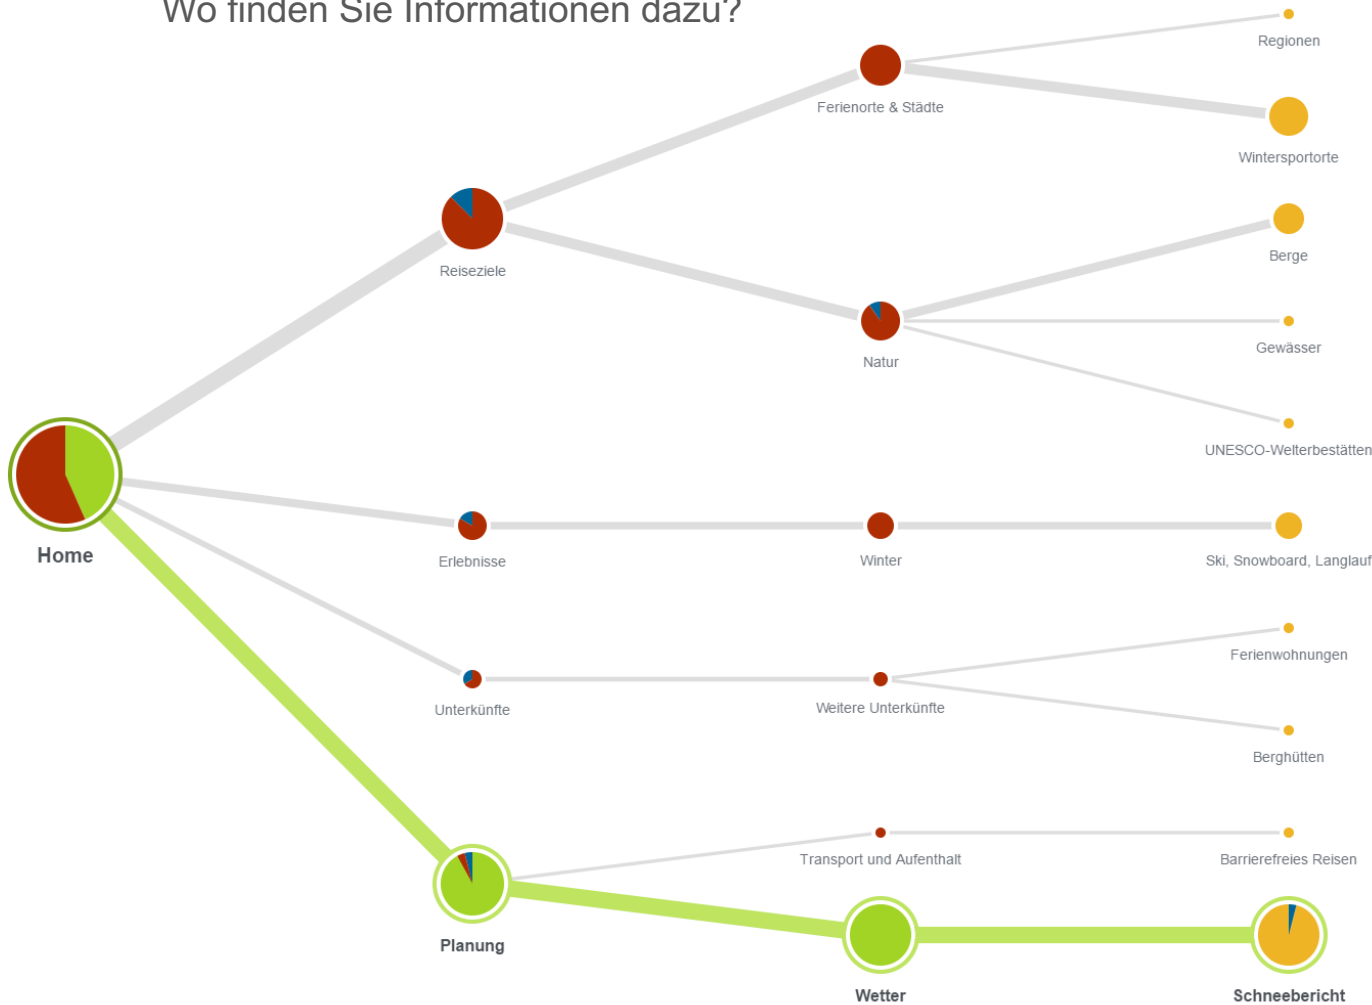 Wo finden Sie Informationen dazu?
Regionen
Ferienorte & Städte
Wintersportorte
Berge
Reiseziele
Gewässer
Natur
UNESCO-Welterbestätten
Home
Erlebnisse
Winter
Ski, Snowboard, Langlauf
Ferienwohnungen
Unterkünfte
Weitere Unterkünfte
Berghütten
Transport und Aufenthalt
Barrierefreies Reisen
Planung
Wetter
Schneebericht